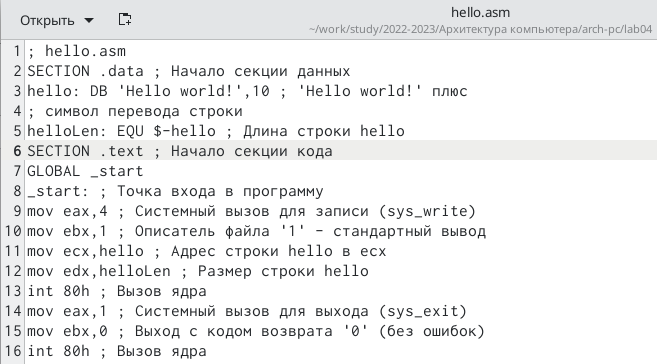 Открыть
hello.asm
~/work/study/2022-2023/Архитектура компьютера/arch-pc/lab04
1 ; hello.asm
2 SECTION .data ; Начало секции данных
3 hello: DB 'Hello world!',10 ; 'Hello world!' плюс
4 ; символ перевода строки
5 helloLen: EQU $-hello ; Длина строки hello
6 SECTION .text ; Начало секции кода
7 GLOBAL _start
8 _start: ; Точка входа в программу
9 mov eax,4 ; Системный вызов для записи (sys_write)
10 mov ebx,1 ; Описатель файла '1' - стандартный вывод
11 mov ecx,hello ; Адрес строки hello в ecx
12 mov edx,helloLen ; Размер строки hello
13 int 80h ; Вызов ядра
14 mov eax,1 ; Системный вызов для выхода (sys_exit)
15 mov ebx,0 ; Выход с кодом возврата '0' (без ошибок)
16 int 80h ; Вызов ядра